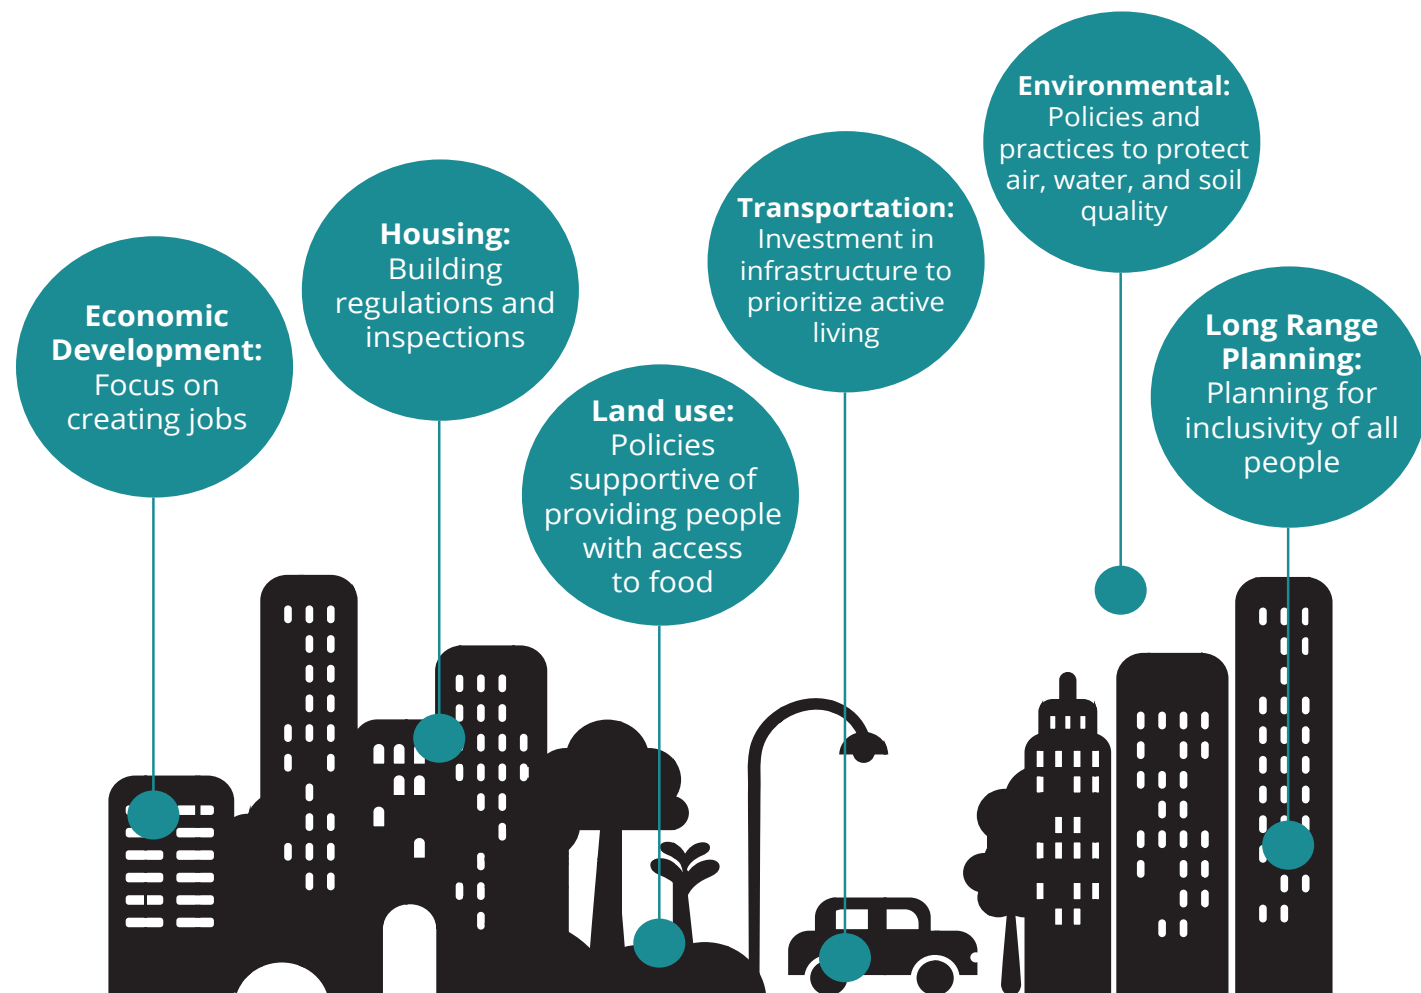 Economic
Development:
Focus on
creating jobs
Housing:
Building
regulations and
inspections
Land use:
Policies
supportive of
providing people
with access
to food
Transportation:
Investment in
infrastructure to
prioritize active
living
Environmental:
Policies and
practices to protect
air, water, and soil
quality
Long Range
Planning:
Planning for
inclusivity of all
people